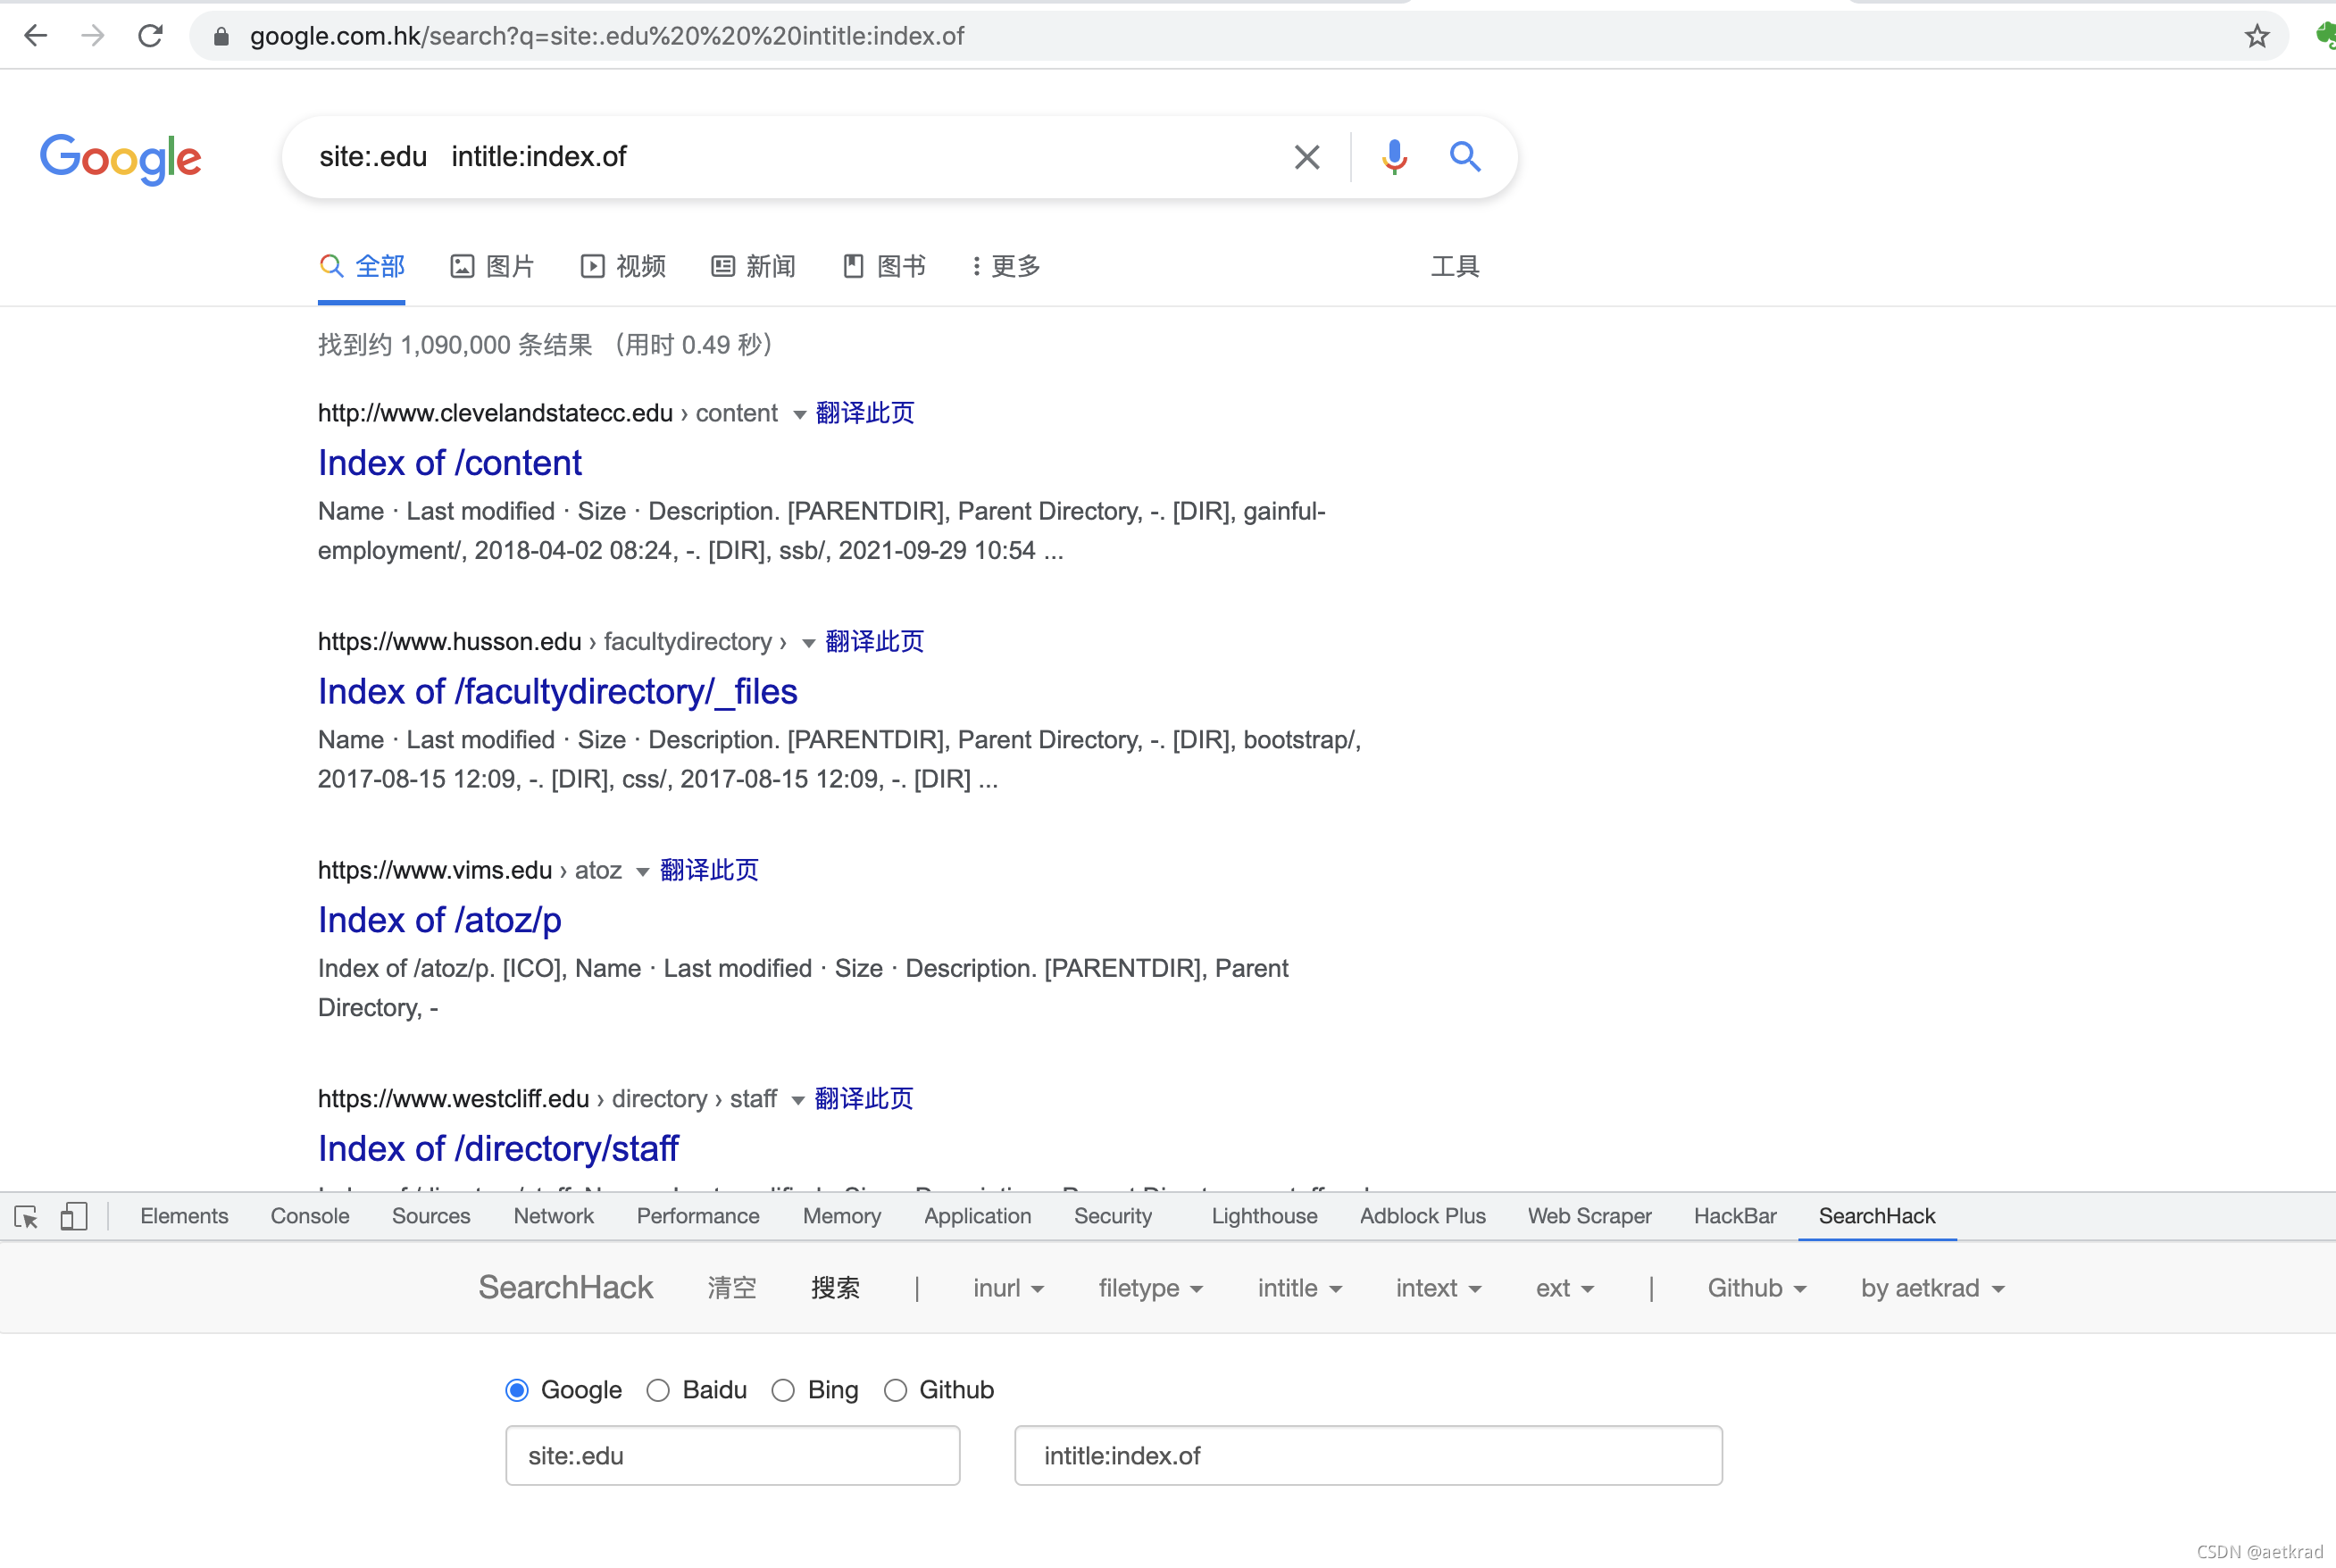 google.com.hk/search?q=site:.edu%20%20%20intitle:index.of
Google
site:.edu   intitle:index.of
全部 图片 视频 新闻 图书 更多 工具
找到约 1,090,000 条结果 （用时 0.49 秒）
http://www.clevelandstatecc.edu › content 翻译此页
Index of /content
Name · Last modified · Size · Description. [PARENTDIR], Parent Directory, -. [DIR], gainful-
employment/, 2018-04-02 08:24, -. [DIR], ssb/, 2021-09-29 10:54 ...
https://www.husson.edu › facultydirectory › 翻译此页
Index of /facultydirectory/_files
Name · Last modified · Size · Description. [PARENTDIR], Parent Directory, -. [DIR], bootstrap/,
2017-08-15 12:09, -. [DIR], css/, 2017-08-15 12:09, -. [DIR] ...
https://www.vims.edu › atoz 翻译此页
Index of /atoz/p
Index of /atoz/p. [ICO], Name · Last modified · Size · Description. [PARENTDIR], Parent
Directory, -
https://www.westcliff.edu › directory › staff 翻译此页
Index of /directory/staff
Elements Console Sources Network Performance Memory Application Security Lighthouse Adblock Plus Web Scraper HackBar SearchHack
SearchHack 清空 搜索 | inurl filetype intitle intext ext | Github by aetkrad
Google Baidu Bing Github
site:.edu intitle:index.of
CSDN @aetkrad